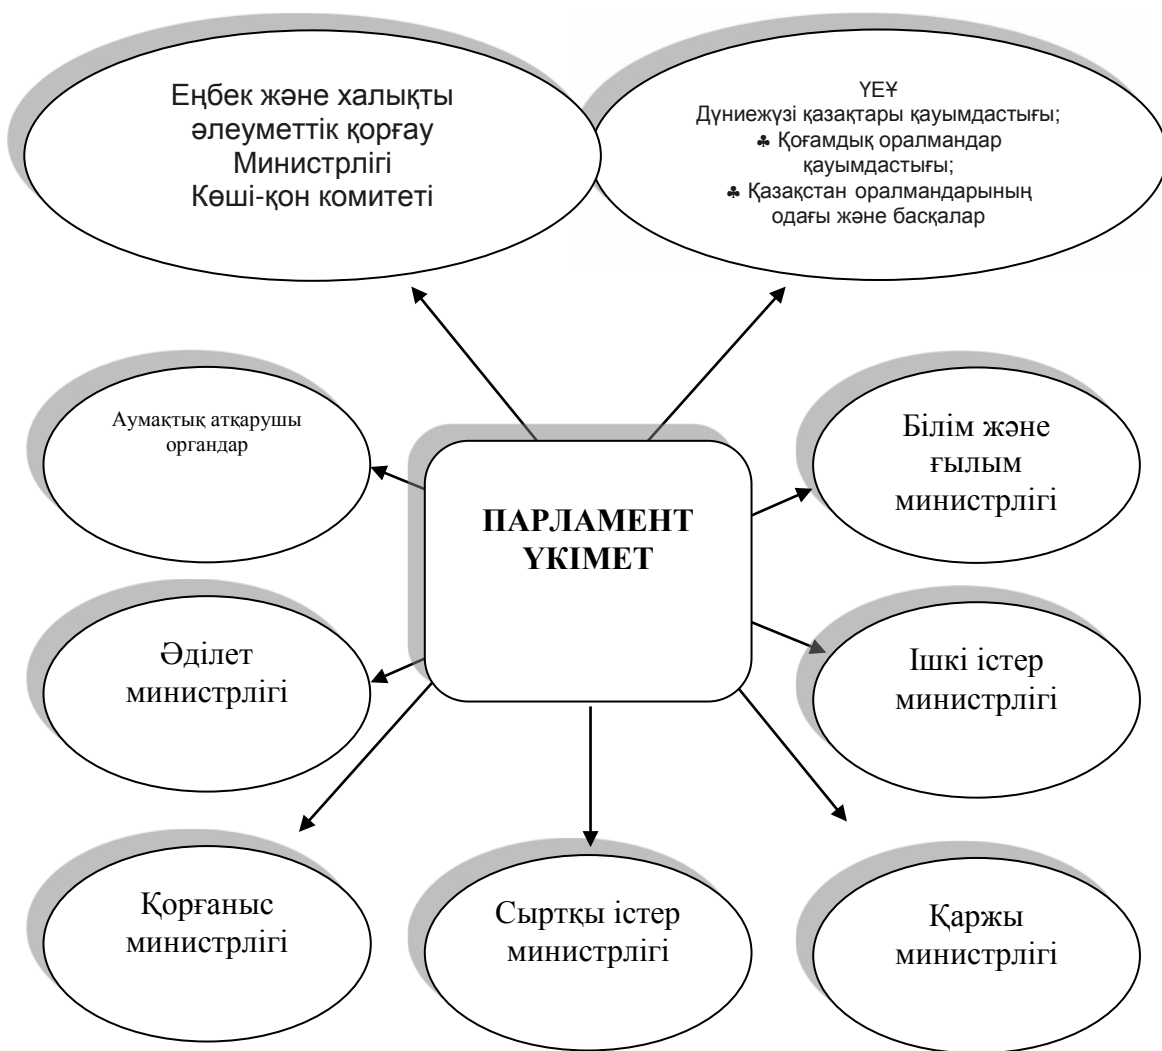 Еңбек және халықты
әлеуметтік қорғау
Министрлігі
Көші-қон комитеті
ҮЕҰ
Дүниежүзі қазақтары қауымдастығы;
♣ Қоғамдық оралмандар
қауымдастығы;
♣ Қазақстан оралмандарының
одағы және басқалар
Аумақтық атқарушы
органдар
ПАРЛАМЕНТ
ҮКІМЕТ
Білім және
ғылым
министрлігі
Әділет
министрлігі
Ішкі істер
министрлігі
Қорғаныс
министрлігі
Сыртқы істер
министрлігі
Қаржы
министрлігі